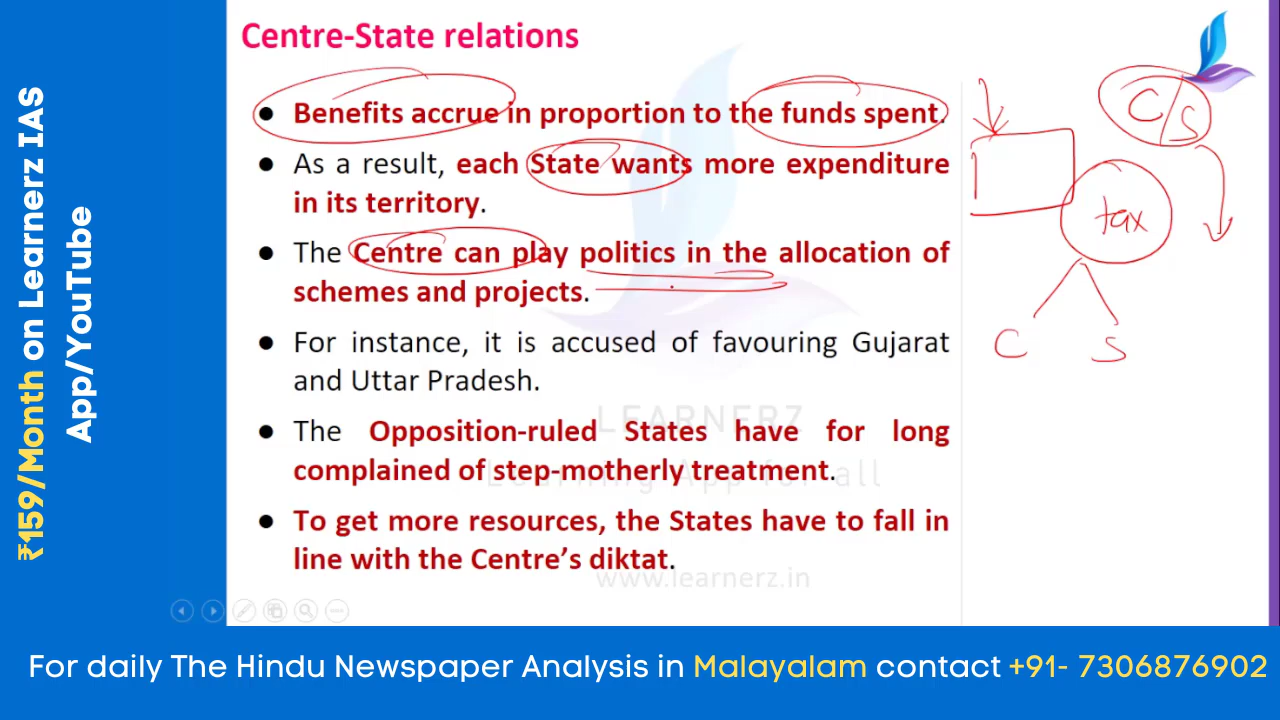 Centre-State relations
● Benefits accrue in proportion to the funds spent.
● As a result, each State wants more expenditure
in its territory.
● The Centre can play politics in the allocation of
schemes and projects.
● For instance, it is accused of favouring Gujarat
and Uttar Pradesh.
● The Opposition-ruled States have for long
complained of step-motherly treatment.
● To get more resources, the States have to fall in
line with the Centre's diktat.
C/S
tax
C S
LEARNERZ
Learning App for all
www.learnerz.in
₹159/Month on Learnerz IAS
App/YouTube
For daily The Hindu Newspaper Analysis in Malayalam contact +91- 7306876902